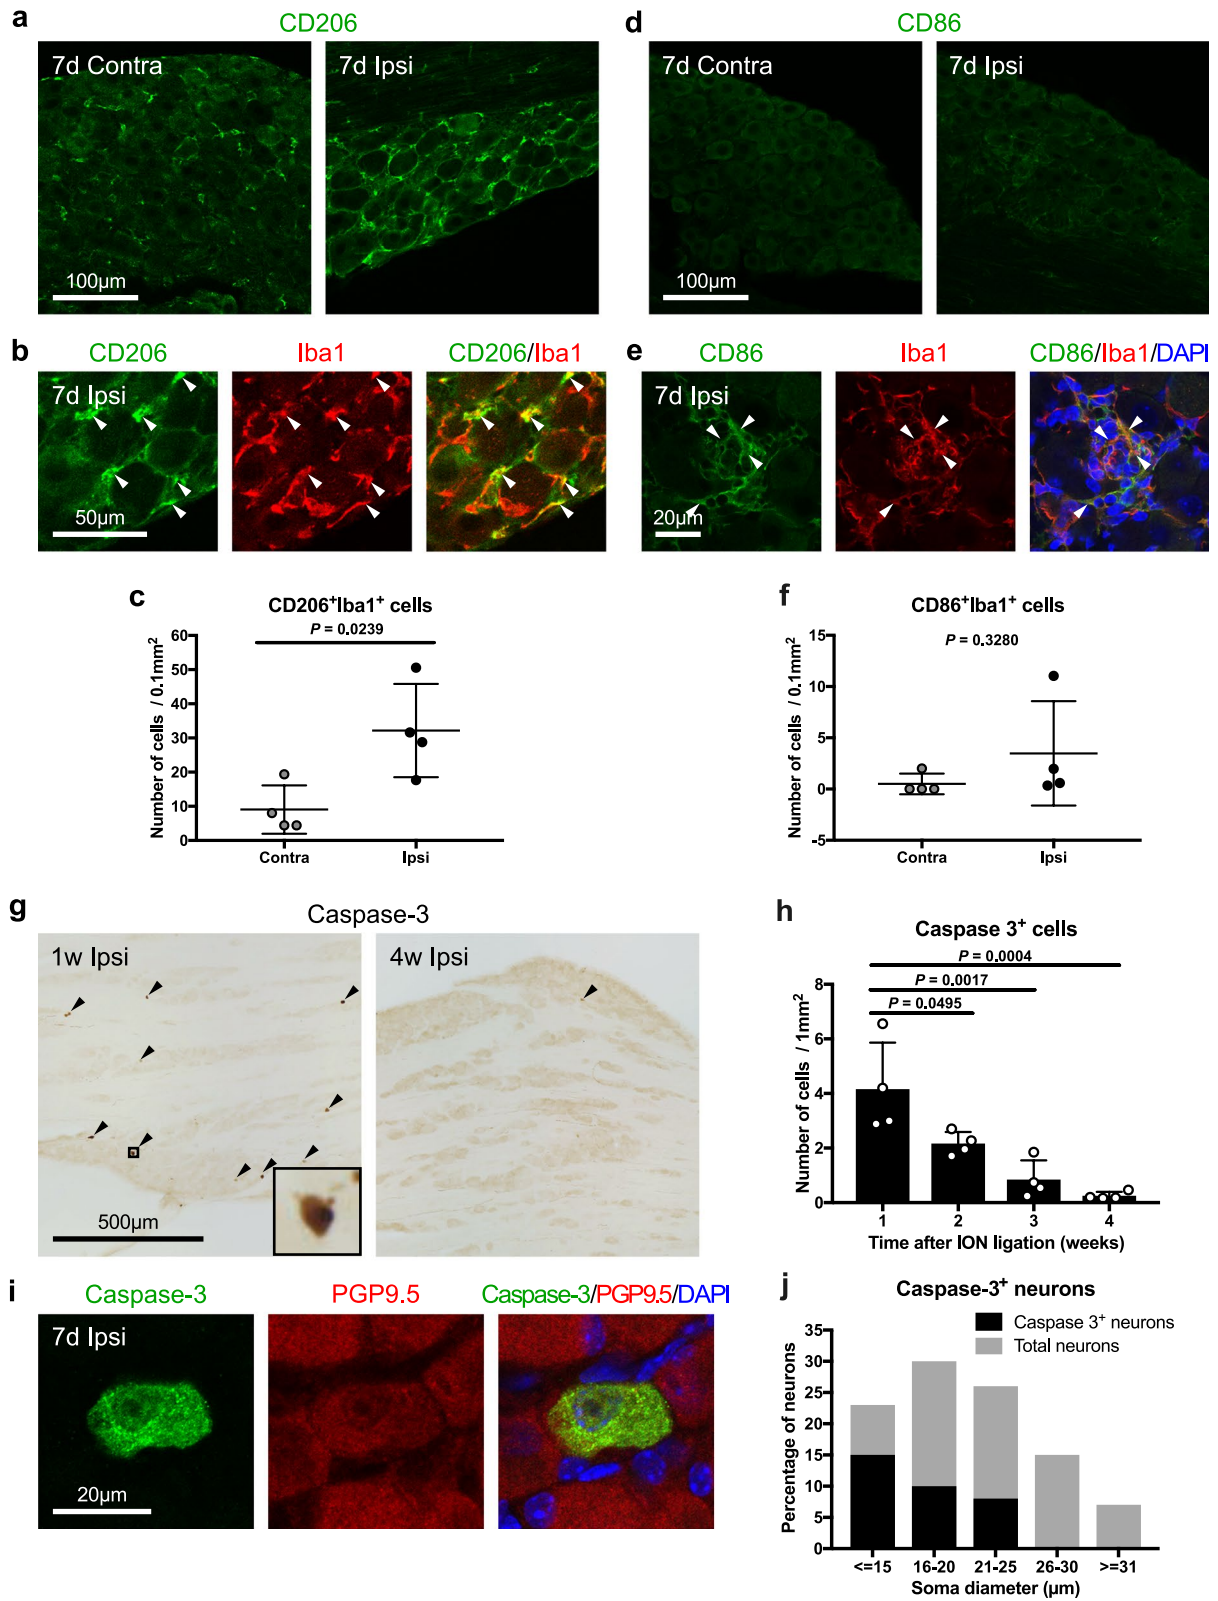 a
CD206
7d Contra
7d Ipsi
100µm
d
CD86
7d Contra
7d Ipsi
100µm
b
CD206
Iba1
CD206/Iba1
7d Ipsi
50µm
e
CD86
Iba1
CD86/Iba1/DAPI
7d Ipsi
20µm
c
CD206⁺Iba1⁺ cells
P = 0.0239
Number of cells / 0.1mm²
60
50
40
30
20
10
0
Contra
Ipsi
f
CD86⁺Iba1⁺ cells
P = 0.3280
Number of cells / 0.1mm²
15
10
5
0
-5
Contra
Ipsi
g
Caspase-3
1w Ipsi
4w Ipsi
500µm
h
Caspase 3⁺ cells
P = 0.0004
P = 0.0017
P = 0.0495
Number of cells / 1mm²
8
6
4
2
0
1
2
3
4
Time after ION ligation (weeks)
i
Caspase-3
PGP9.5
Caspase-3/PGP9.5/DAPI
7d Ipsi
20µm
j
Caspase-3⁺ neurons
Caspase 3⁺ neurons
Total neurons
Percentage of neurons
35
30
25
20
15
10
5
0
<=15
16-20
21-25
26-30
>=31
Soma diameter (µm)